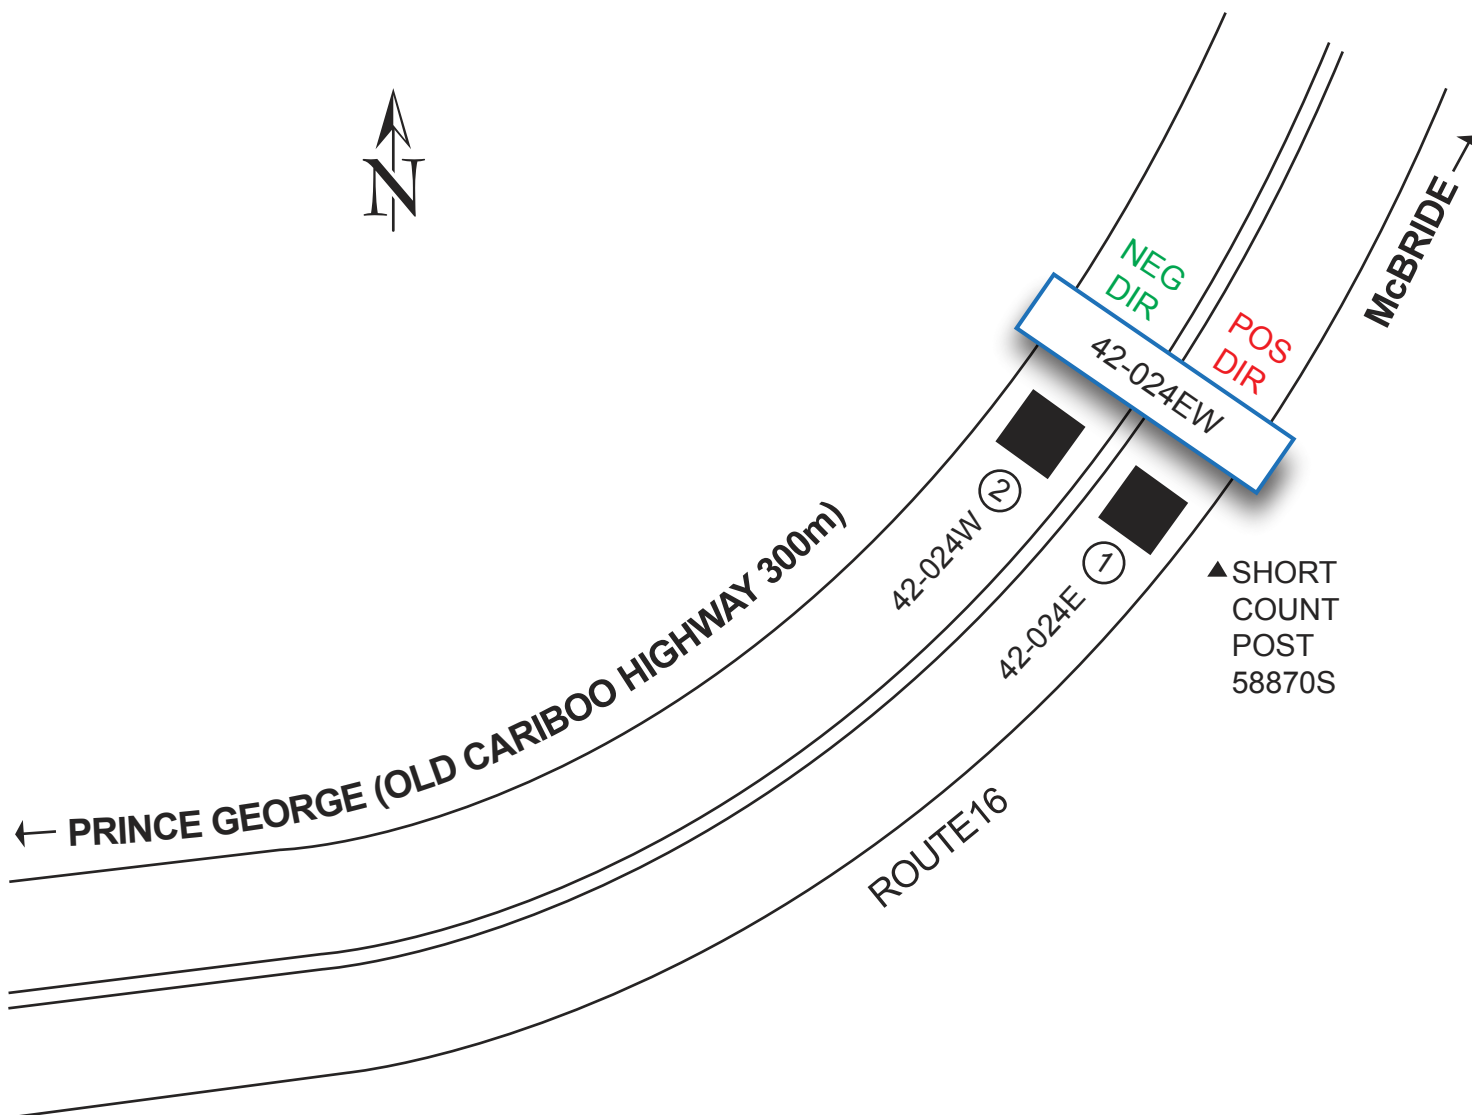 N
McBRIDE
NEG
DIR
POS
DIR
42-024EW
42-024W 2
42-024E 1
SHORT
COUNT
POST
58870S
PRINCE GEORGE (OLD CARIBOO HIGHWAY 300m)
ROUTE16